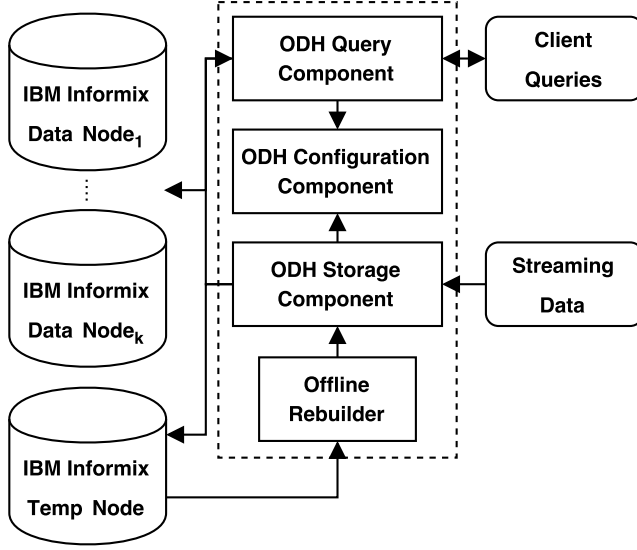 IBM Informix
Data Node1
IBM Informix
Data Nodek
IBM Informix
Temp Node
ODH Query
Component
ODH Configuration
Component
ODH Storage
Component
Offline
Rebuilder
Client
Queries
Streaming
Data